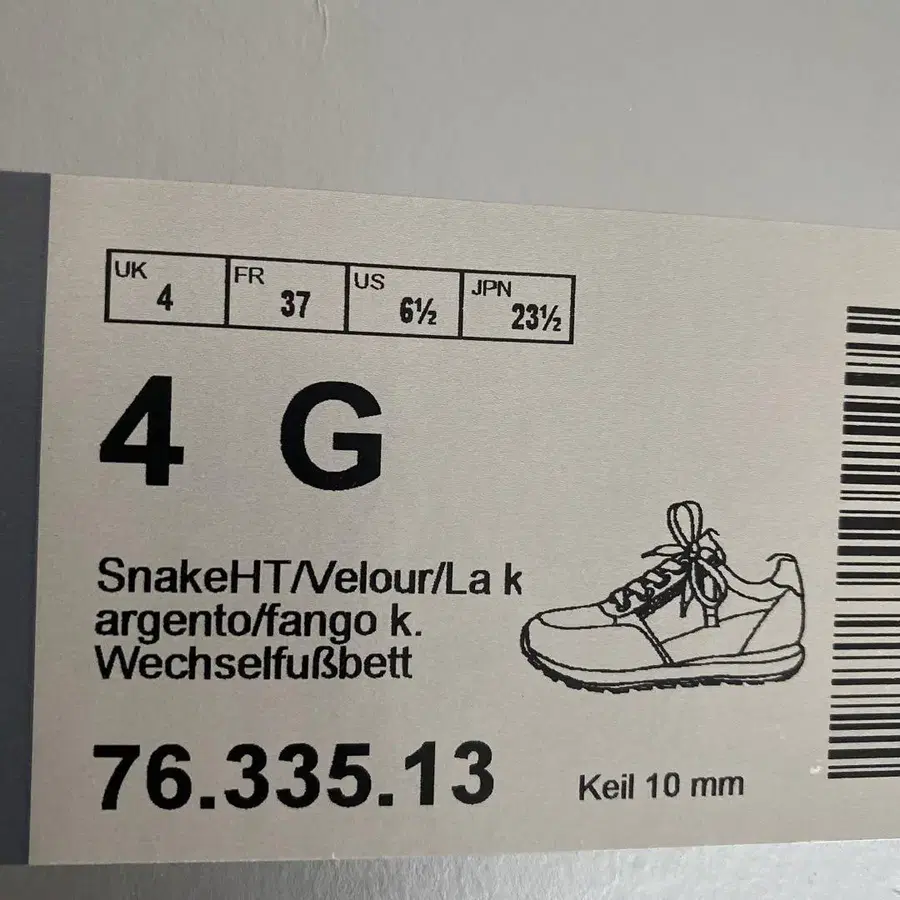 UK FR US JPN
4 37 6½ 23½
4 G
SnakeHT/Velour/La k
argento/fango k.
Wechselfußbett
76.335.13 Keil 10 mm